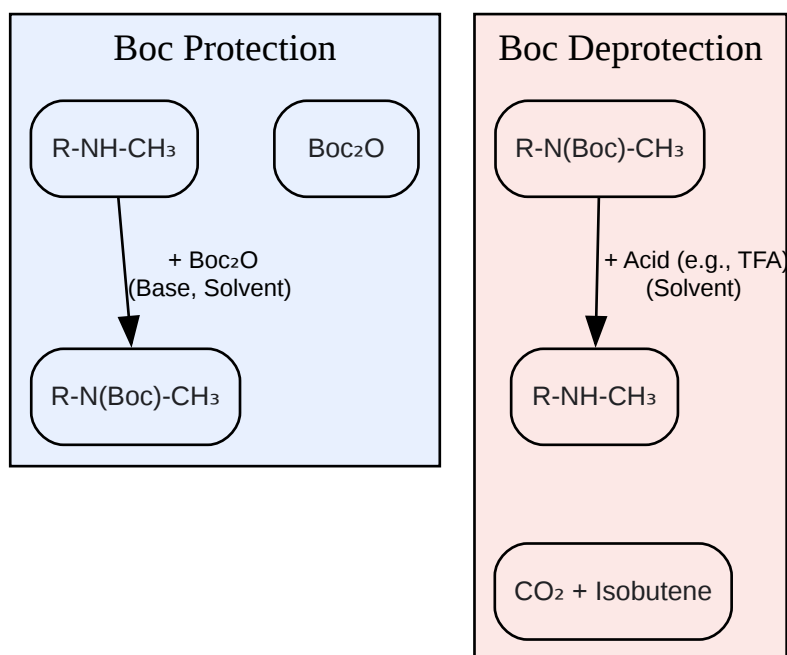 Boc Protection
R-NH-CH₃
Boc₂O
+ Boc₂O
(Base, Solvent)
R-N(Boc)-CH₃
Boc Deprotection
R-N(Boc)-CH₃
+ Acid (e.g., TFA)
(Solvent)
R-NH-CH₃
CO₂ + Isobutene